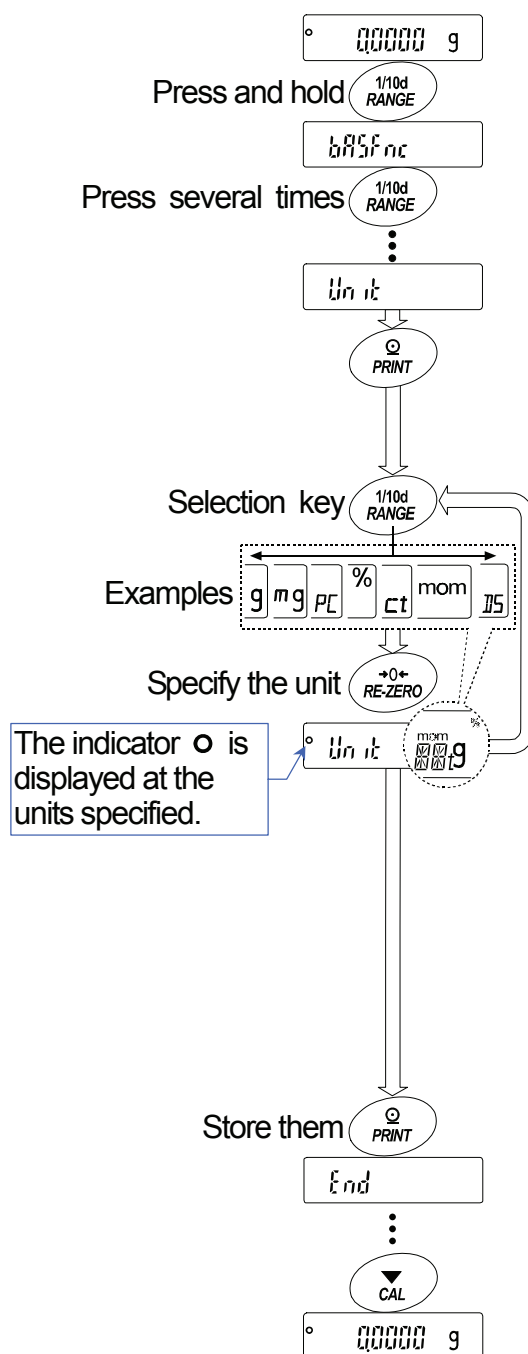 0.0000 g
Press and hold
1/10d
RANGE
bASFnc
Press several times
1/10d
RANGE
Unit
PRINT
Selection key
1/10d
RANGE
Examples g mg PC % ct mom DS
Specify the unit
→0←
RE-ZERO
The indicator o is
displayed at the
units specified.
Unit
mom
%
tg
Store them
PRINT
End
CAL
0.0000 g